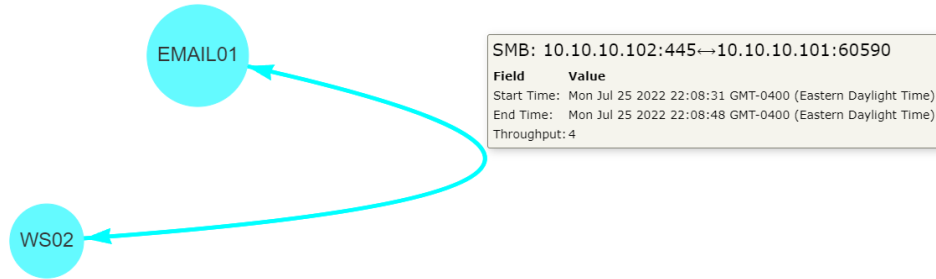 EMAIL01
SMB: 10.10.10.102:445↔10.10.10.101:60590
Field Value
Start Time: Mon Jul 25 2022 22:08:31 GMT-0400 (Eastern Daylight Time)
End Time: Mon Jul 25 2022 22:08:48 GMT-0400 (Eastern Daylight Time)
Throughput: 4
WS02